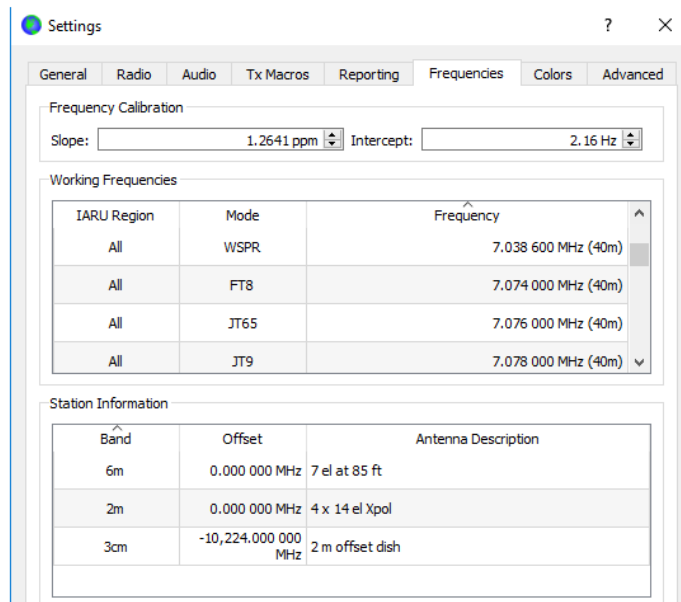 Settings ? ×
General Radio Audio Tx Macros Reporting Frequencies Colors Advanced
Frequency Calibration
Slope: 1.2641 ppm Intercept: 2.16 Hz
Working Frequencies
IARU Region Mode Frequency
All WSPR 7.038 600 MHz (40m)
All FT8 7.074 000 MHz (40m)
All JT65 7.076 000 MHz (40m)
All JT9 7.078 000 MHz (40m)
Station Information
Band Offset Antenna Description
6m 0.000 000 MHz 7 el at 85 ft
2m 0.000 000 MHz 4 x 14 el Xpol
3cm -10,224.000 000
MHz 2 m offset dish